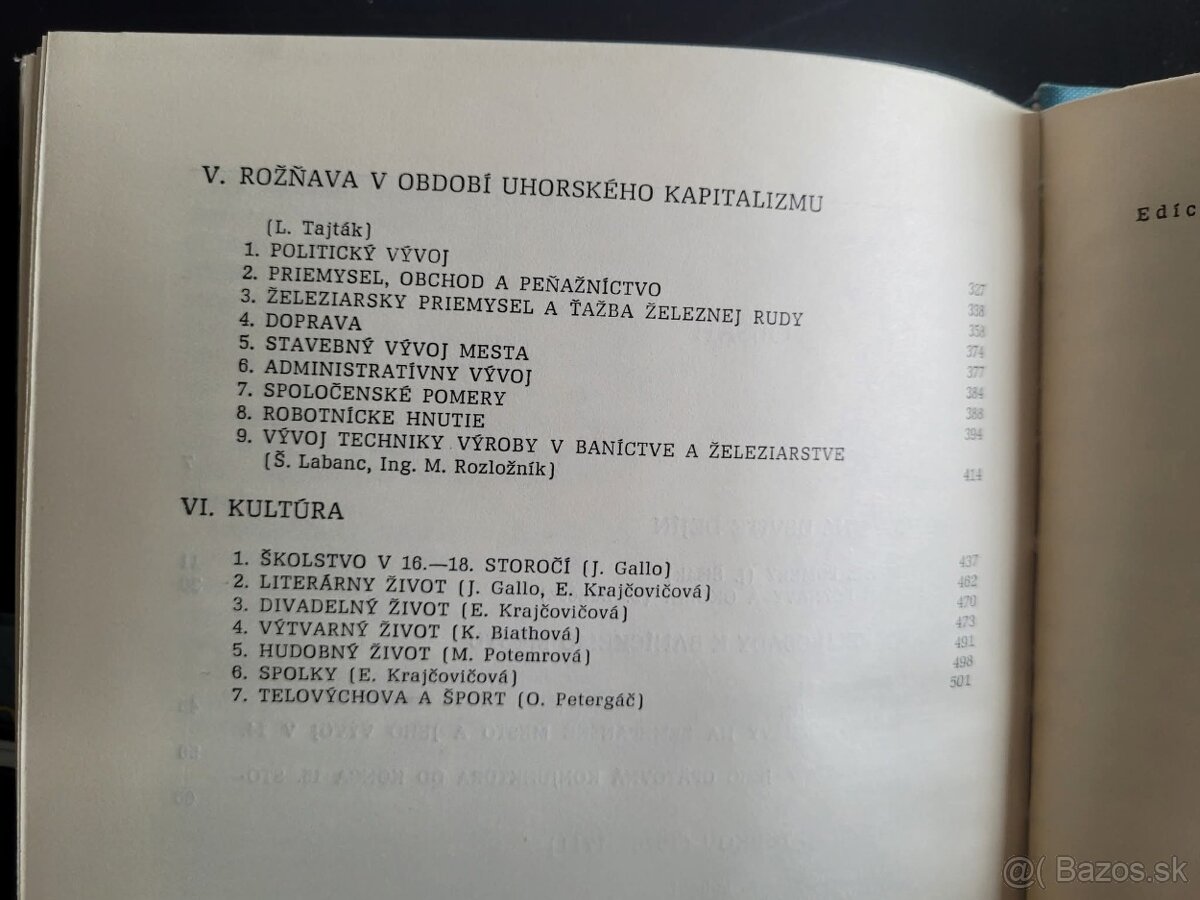 V. ROŽŇAVA V OBDOBÍ UHORSKÉHO KAPITALIZMU
(L. Tajták)
1. POLITICKÝ VÝVOJ 327
2. PRIEMYSEL, OBCHOD A PEŇAŽNÍCTVO 338
3. ŽELEZIARSKY PRIEMYSEL A ŤAŽBA ŽELEZNEJ RUDY 358
4. DOPRAVA 374
5. STAVEBNÝ VÝVOJ MESTA 377
6. ADMINISTRATÍVNY VÝVOJ 384
7. SPOLOČENSKÉ POMERY 388
8. ROBOTNÍCKE HNUTIE 394
9. VÝVOJ TECHNIKY VÝROBY V BANÍCTVE A ŽELEZIARSTVE
(Š. Labanc, Ing. M. Rozložník) 414
VI. KULTÚRA
1. ŠKOLSTVO V 16.—18. STOROČÍ (J. Gallo) 437
2. LITERÁRNY ŽIVOT (J. Gallo, E. Krajčovičová) 462
3. DIVADELNÝ ŽIVOT (E. Krajčovičová) 470
4. VÝTVARNÝ ŽIVOT (K. Biathová) 473
5. HUDOBNÝ ŽIVOT (M. Potemrová) 491
6. SPOLKY (E. Krajčovičová) 498
7. TELOVÝCHOVA A ŠPORT (O. Petergáč) 501
Edíc
@( Bazos.sk